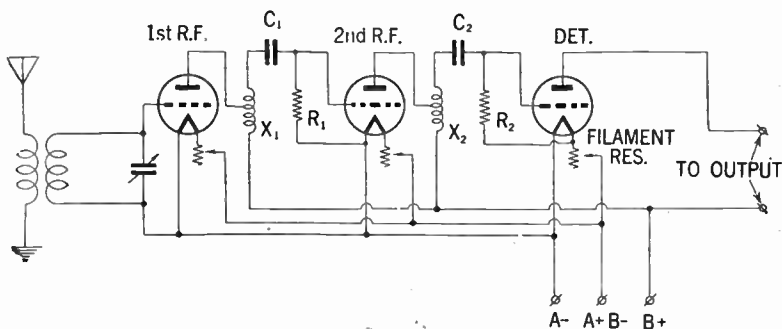 1st R.F.
C1
2nd R.F.
C2
DET.
X1
R1
X2
R2
FILAMENT
RES.
TO OUTPUT
A- A+ B- B+